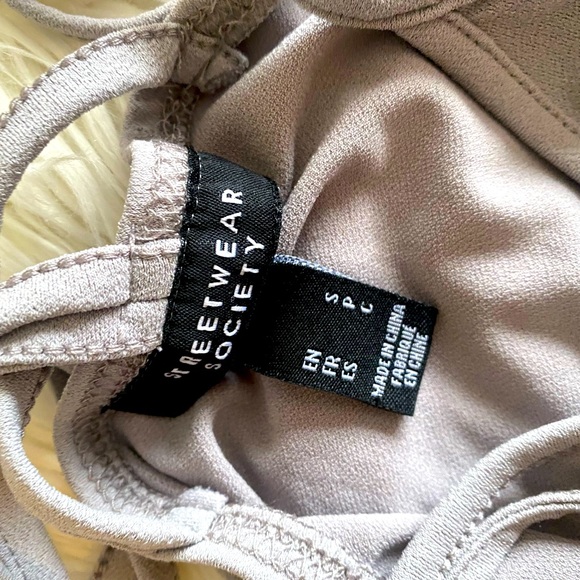 STREETWEAR
SOCIETY
EN S
FR P
ES C
MADE IN CHINA
FABRIQUE
EN CHINE